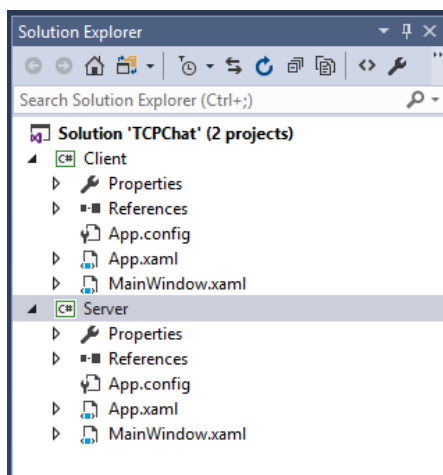 Solution Explorer
Search Solution Explorer (Ctrl+;)
Solution 'TCPChat' (2 projects)
C# Client
Properties
References
App.config
App.xaml
MainWindow.xaml
C# Server
Properties
References
App.config
App.xaml
MainWindow.xaml